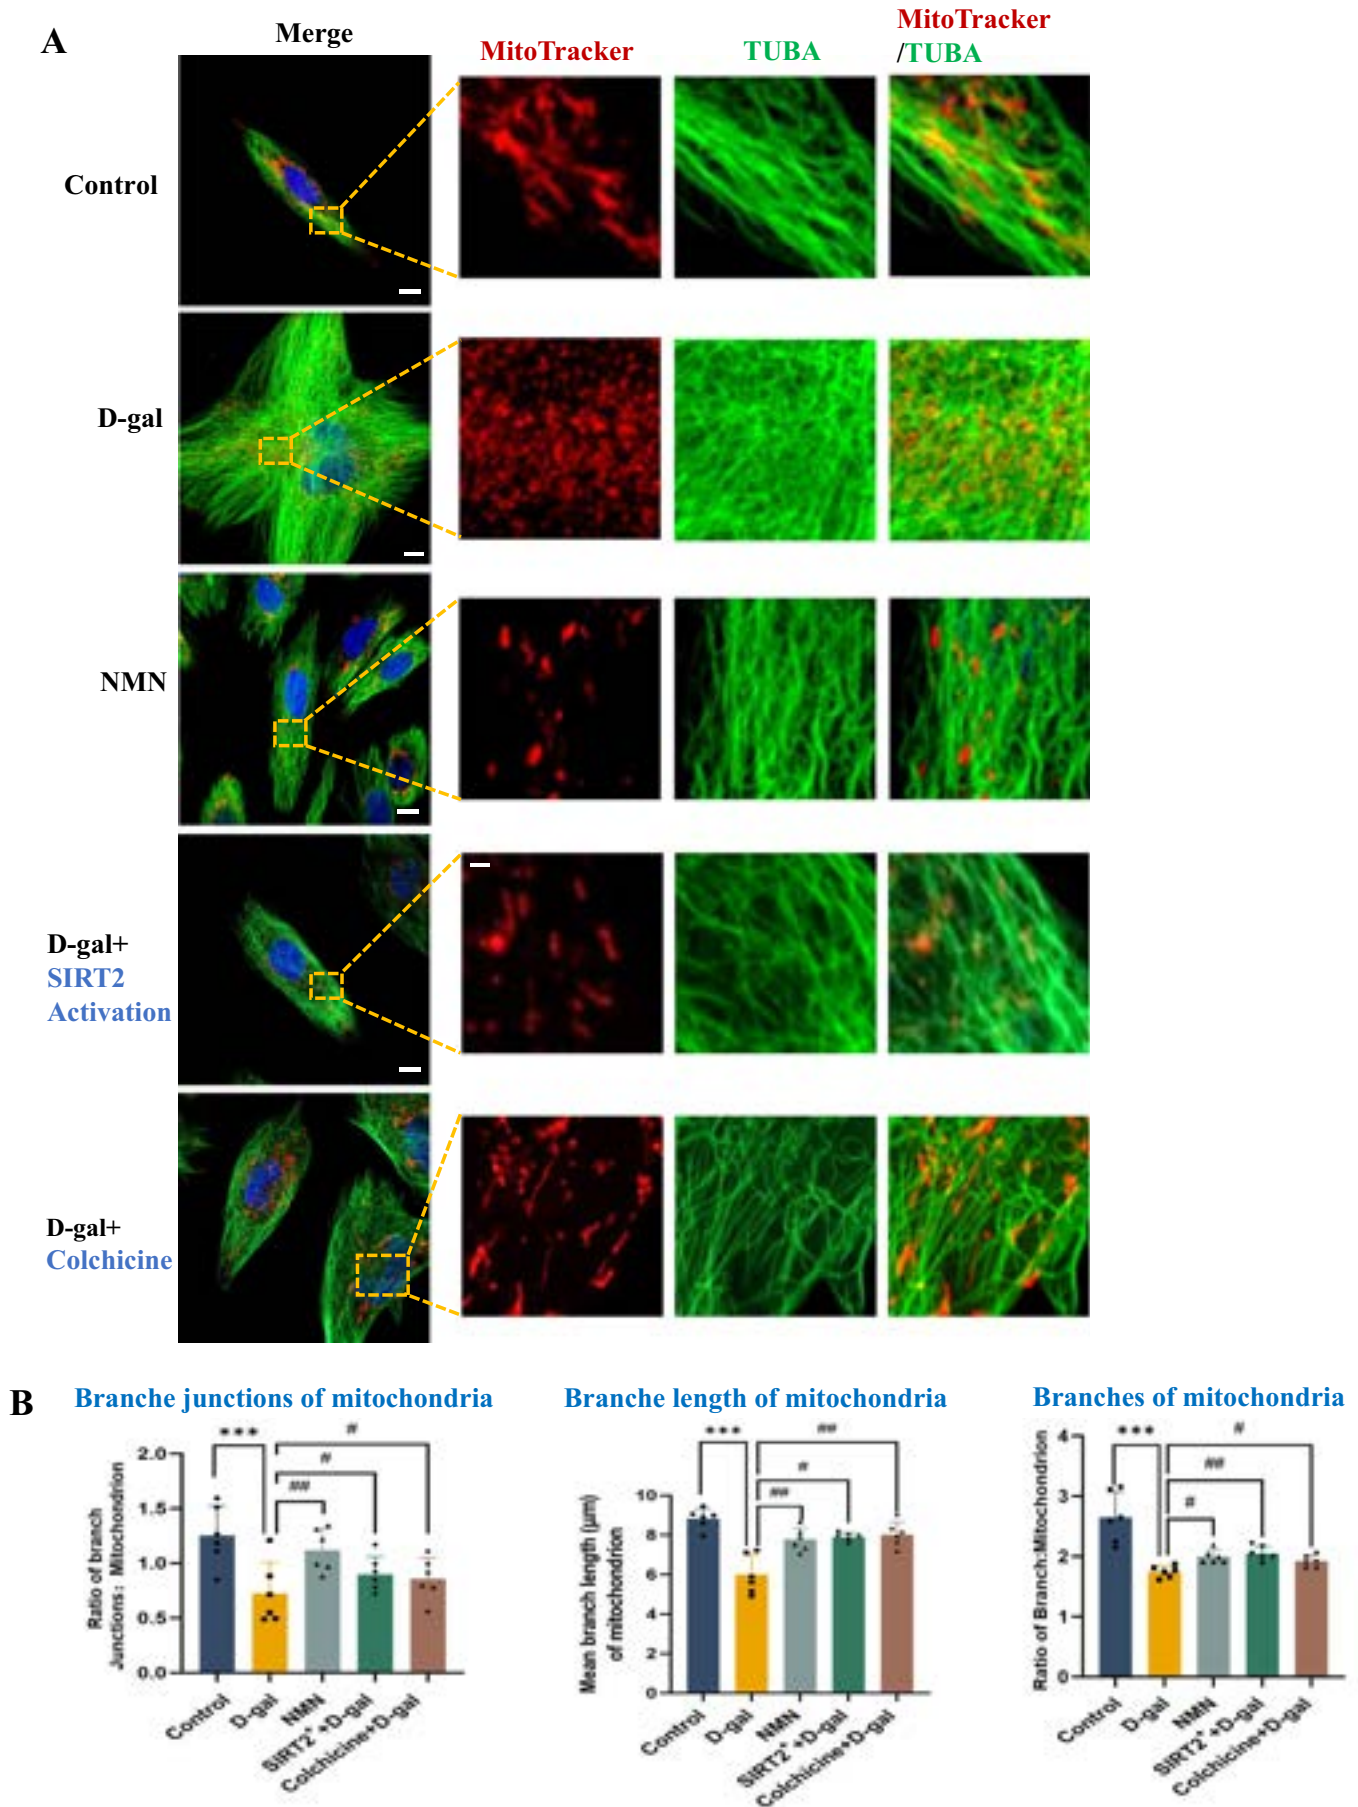 A
Merge
MitoTracker
TUBA
MitoTracker
/TUBA
Control
D-gal
NMN
D-gal+
SIRT2
Activation
D-gal+
Colchicine
B
Branche junctions of mitochondria
Ratio of branch
Junctions: Mitochondrion
2.0
1.5
1.0
0.5
0.0
***
#
#
##
Control
D-gal
NMN
SIRT2⁺+D-gal
Colchicine+D-gal
Branche length of mitochondria
Mean branch length (μm)
of mitochondrion
10
8
6
4
2
0
***
##
#
##
Control
D-gal
NMN
SIRT2⁺+D-gal
Colchicine+D-gal
Branches of mitochondria
Ratio of Branch:Mitochondrion
4
3
2
1
0
***
#
##
#
Control
D-gal
NMN
SIRT2⁺+D-gal
Colchicine+D-gal